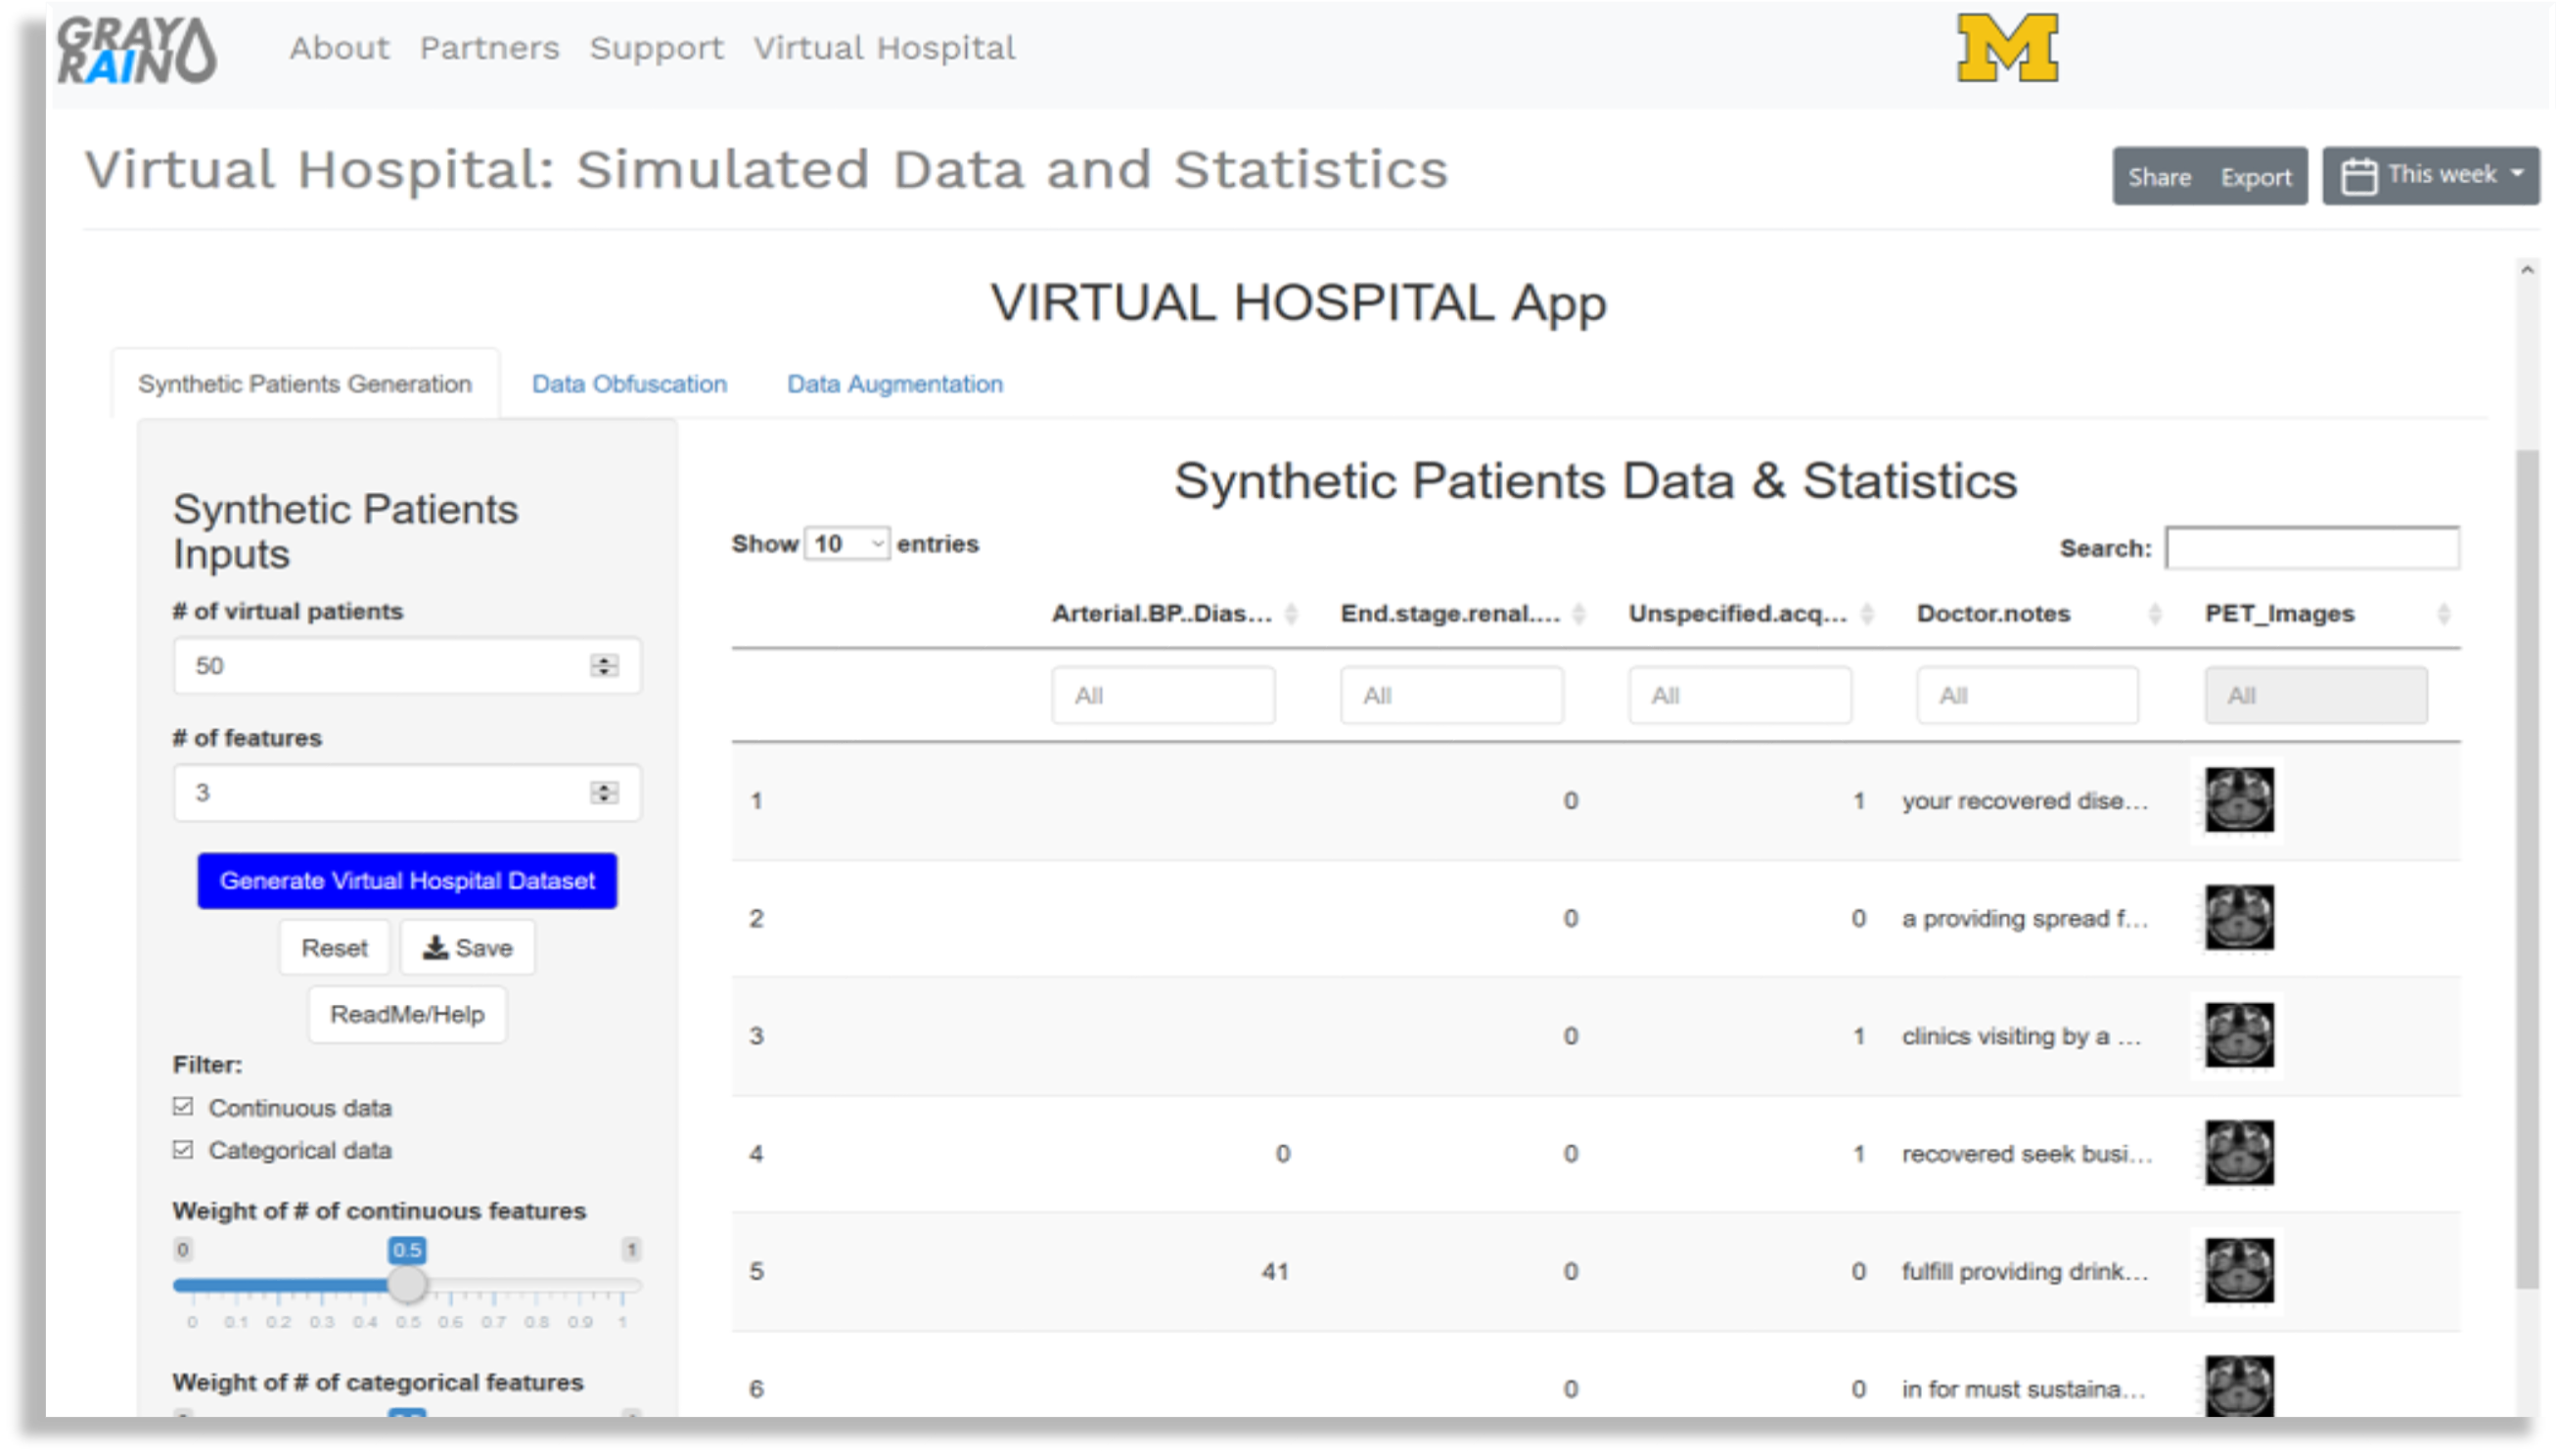 GRAY
RAIN
About Partners Support Virtual Hospital
M
Virtual Hospital: Simulated Data and Statistics
Share Export This week
VIRTUAL HOSPITAL App
Synthetic Patients Generation Data Obfuscation Data Augmentation
Synthetic Patients
Inputs
# of virtual patients
50
# of features
3
Generate Virtual Hospital Dataset
Reset Save
ReadMe/Help
Filter:
Continuous data
Categorical data
Weight of # of continuous features
0 0.5 1
0 0.1 0.2 0.3 0.4 0.5 0.6 0.7 0.8 0.9 1
Weight of # of categorical features
Synthetic Patients Data & Statistics
Show 10 entries
Search:
Arterial.BP..Dias... End.stage.renal.... Unspecified.acq... Doctor.notes PET_Images
All All All All All
1 0 1 your recovered dise...
2 0 0 a providing spread f...
3 0 1 clinics visiting by a ...
4 0 0 1 recovered seek busi...
5 41 0 0 fulfill providing drink...
6 0 0 in for must sustaina...